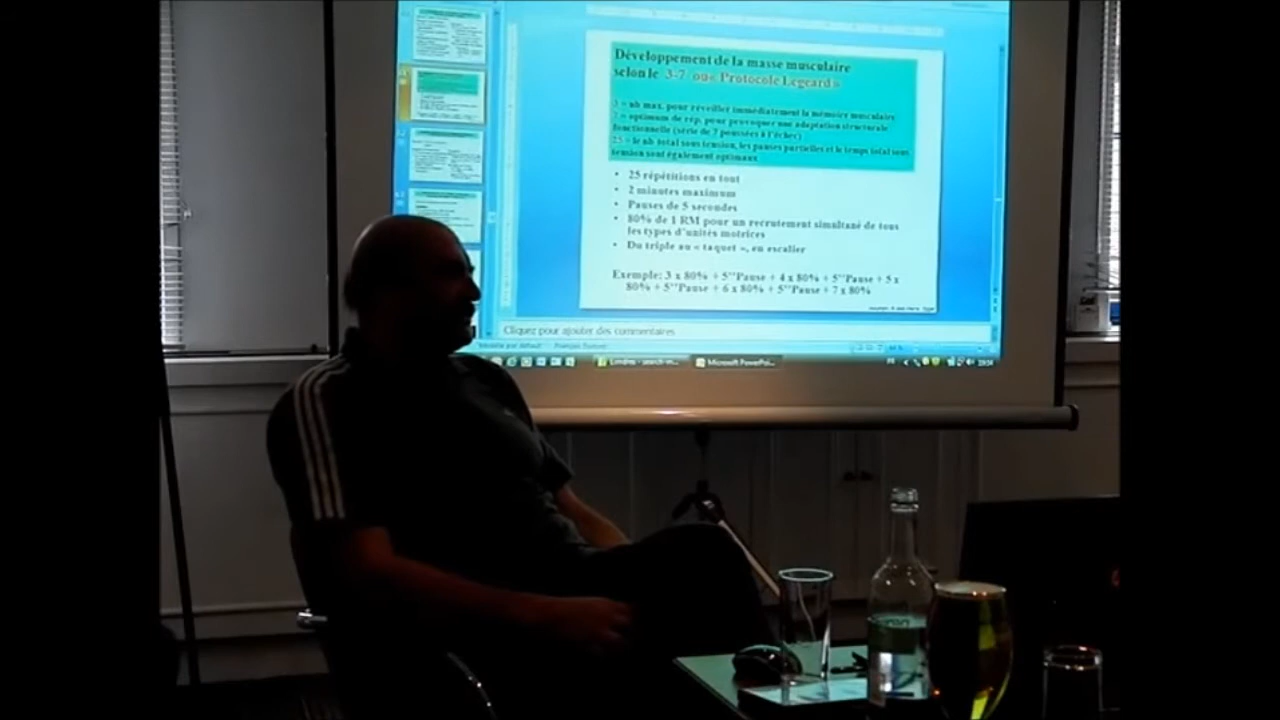 Développement de la masse musculaire
selon le 3-7 ou « Protocole Legeard »
3 = nb max. pour réveiller immédiatement la mémoire musculaire
7 = optimum de rép. pour provoquer une adaptation structurale
fonctionnelle (série de 7 poussées à l'échec)
25 = le nb total sous tension, les pauses partielles et le temps total sous
tension sont également optimaux
• 25 répétitions en tout
• 2 minutes maximum
• Pauses de 5 secondes
• 80% de 1 RM pour un recrutement simultané de tous
les types d'unités motrices
• Du triple au « taquet », en escalier
Exemple: 3 x 80% + 5''Pause + 4 x 80% + 5''Pause + 5 x
80% + 5''Pause + 6 x 80% + 5''Pause + 7 x 80%
Cliquez pour ajouter des commentaires
Londres - search-m...
Microsoft PowerPoi...
FR